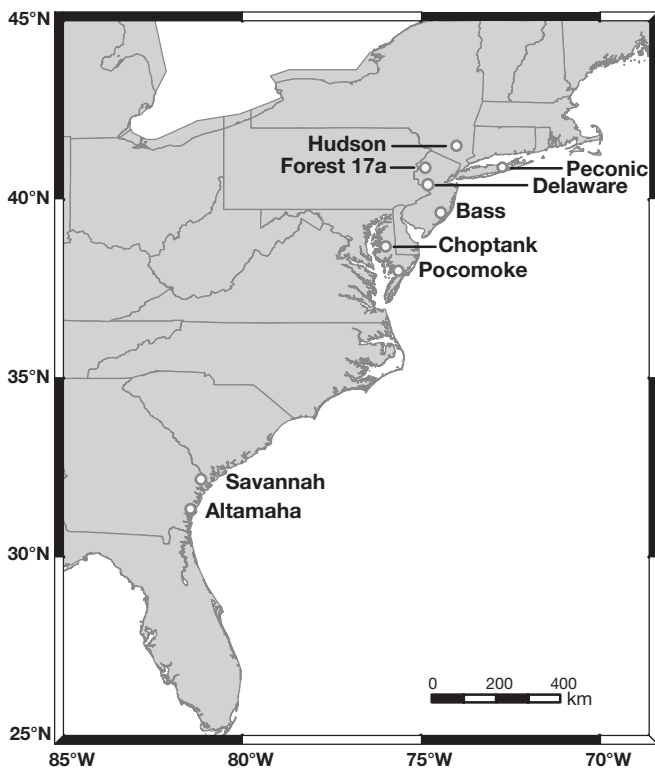 45°N
Hudson
Forest 17a
Peconic
Delaware
40°N
Bass
Choptank
Pocomoke
35°N
Savannah
Altamaha
30°N
0 200 400
km
25°N
85°W 80°W 75°W 70°W